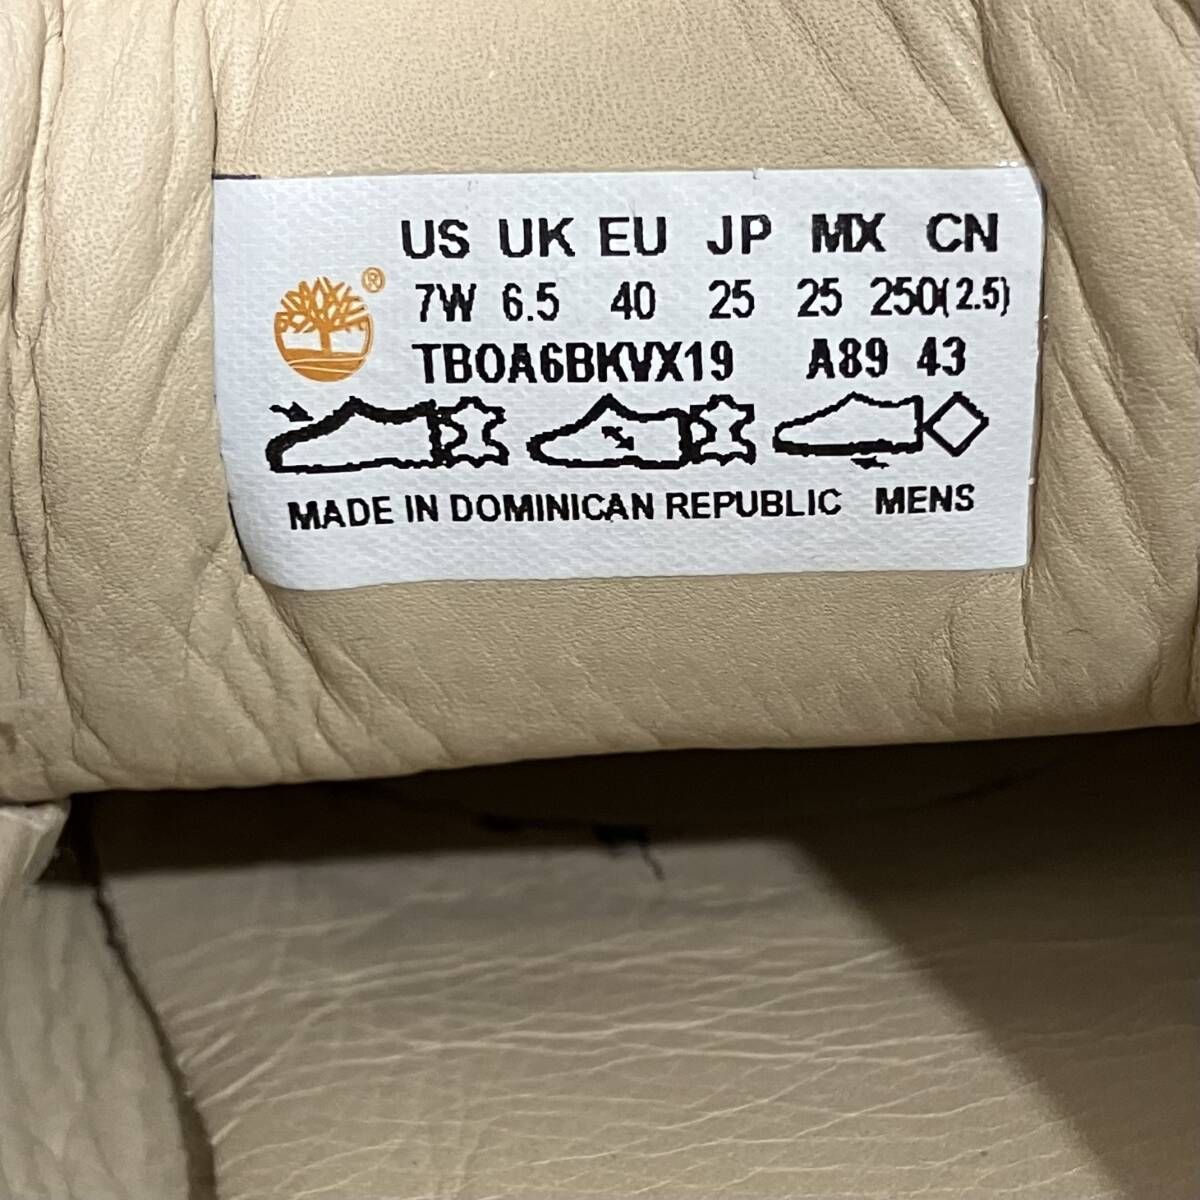 US UK EU JP MX CN
®
7W 6.5 40 25 25 250(2.5)
TB0A6BKVX19 A89 43
MADE IN DOMINICAN REPUBLIC MENS